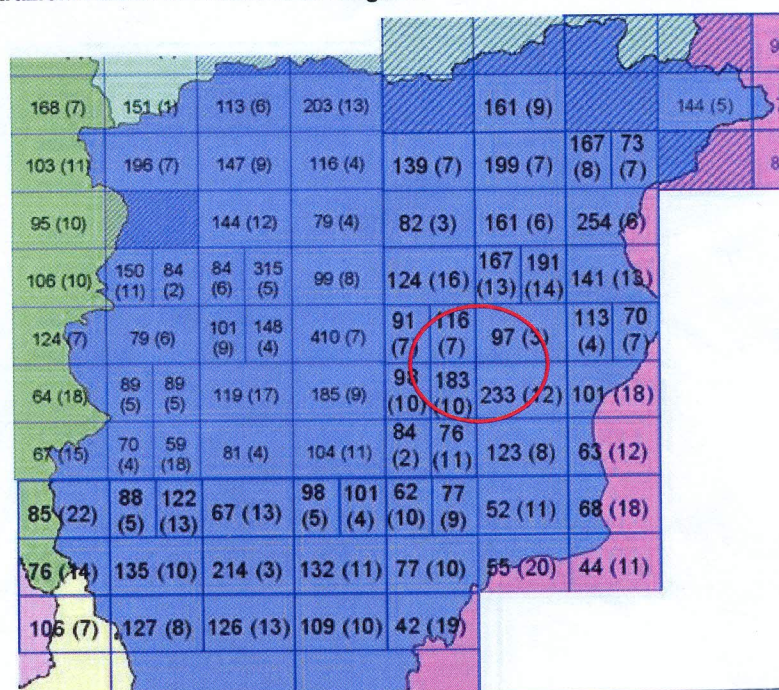 168 (7) 151 (1) 113 (6) 203 (13) 161 (9) 144 (5)
103 (11) 196 (7) 147 (9) 116 (4) 139 (7) 199 (7) 167 (8) 73 (7)
95 (10) 144 (12) 79 (4) 82 (3) 161 (6) 254 (6)
106 (10) 150 (11) 84 (2) 84 (6) 315 (5) 99 (8) 124 (16) 167 (13) 191 (14) 141 (13)
124 (7) 79 (6) 101 (9) 148 (4) 410 (7) 91 (7) 116 (7) 97 (3) 113 (4) 70 (7)
64 (18) 89 (5) 89 (5) 119 (17) 185 (9) 98 (10) 183 (10) 233 (12) 101 (18)
67 (15) 70 (4) 59 (18) 81 (4) 104 (11) 84 (2) 76 (11) 123 (8) 63 (12)
85 (22) 88 (5) 122 (13) 67 (13) 98 (5) 101 (4) 62 (10) 77 (9) 52 (11) 68 (18)
76 (14) 135 (10) 214 (3) 132 (11) 77 (10) 55 (20) 44 (11)
106 (7) 127 (8) 126 (13) 109 (10) 42 (19)